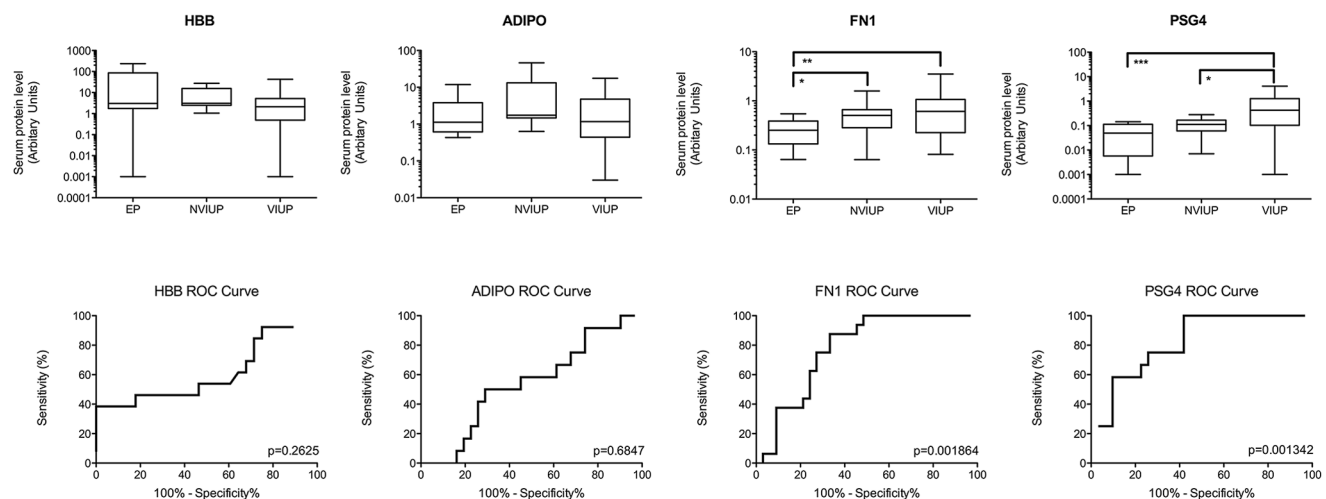 HBB
ADIPO
FN1
PSG4
Serum protein level
(Arbitary Units)
1000
100
10
1
0.1
0.01
0.001
0.0001
EP
NVIUP
VIUP
Serum protein level
(Arbitary Units)
100
10
1
0.1
0.01
EP
NVIUP
VIUP
Serum protein level
(Arbitary Units)
10
1
0.1
0.01
**
*
EP
NVIUP
VIUP
Serum protein level
(Arbitary Units)
100
10
1
0.1
0.01
0.001
0.0001
***
*
EP
NVIUP
VIUP
HBB ROC Curve
Sensitivity (%)
100
80
60
40
20
0
p=0.2625
0
20
40
60
80
100
100% - Specificity%
ADIPO ROC Curve
Sensitivity (%)
100
80
60
40
20
0
p=0.6847
0
20
40
60
80
100
100% - Specificity%
FN1 ROC Curve
Sensitivity (%)
100
80
60
40
20
0
p=0.001864
0
20
40
60
80
100
100% - Specificity%
PSG4 ROC Curve
Sensitivity (%)
100
80
60
40
20
0
p=0.001342
0
20
40
60
80
100
100% - Specificity%